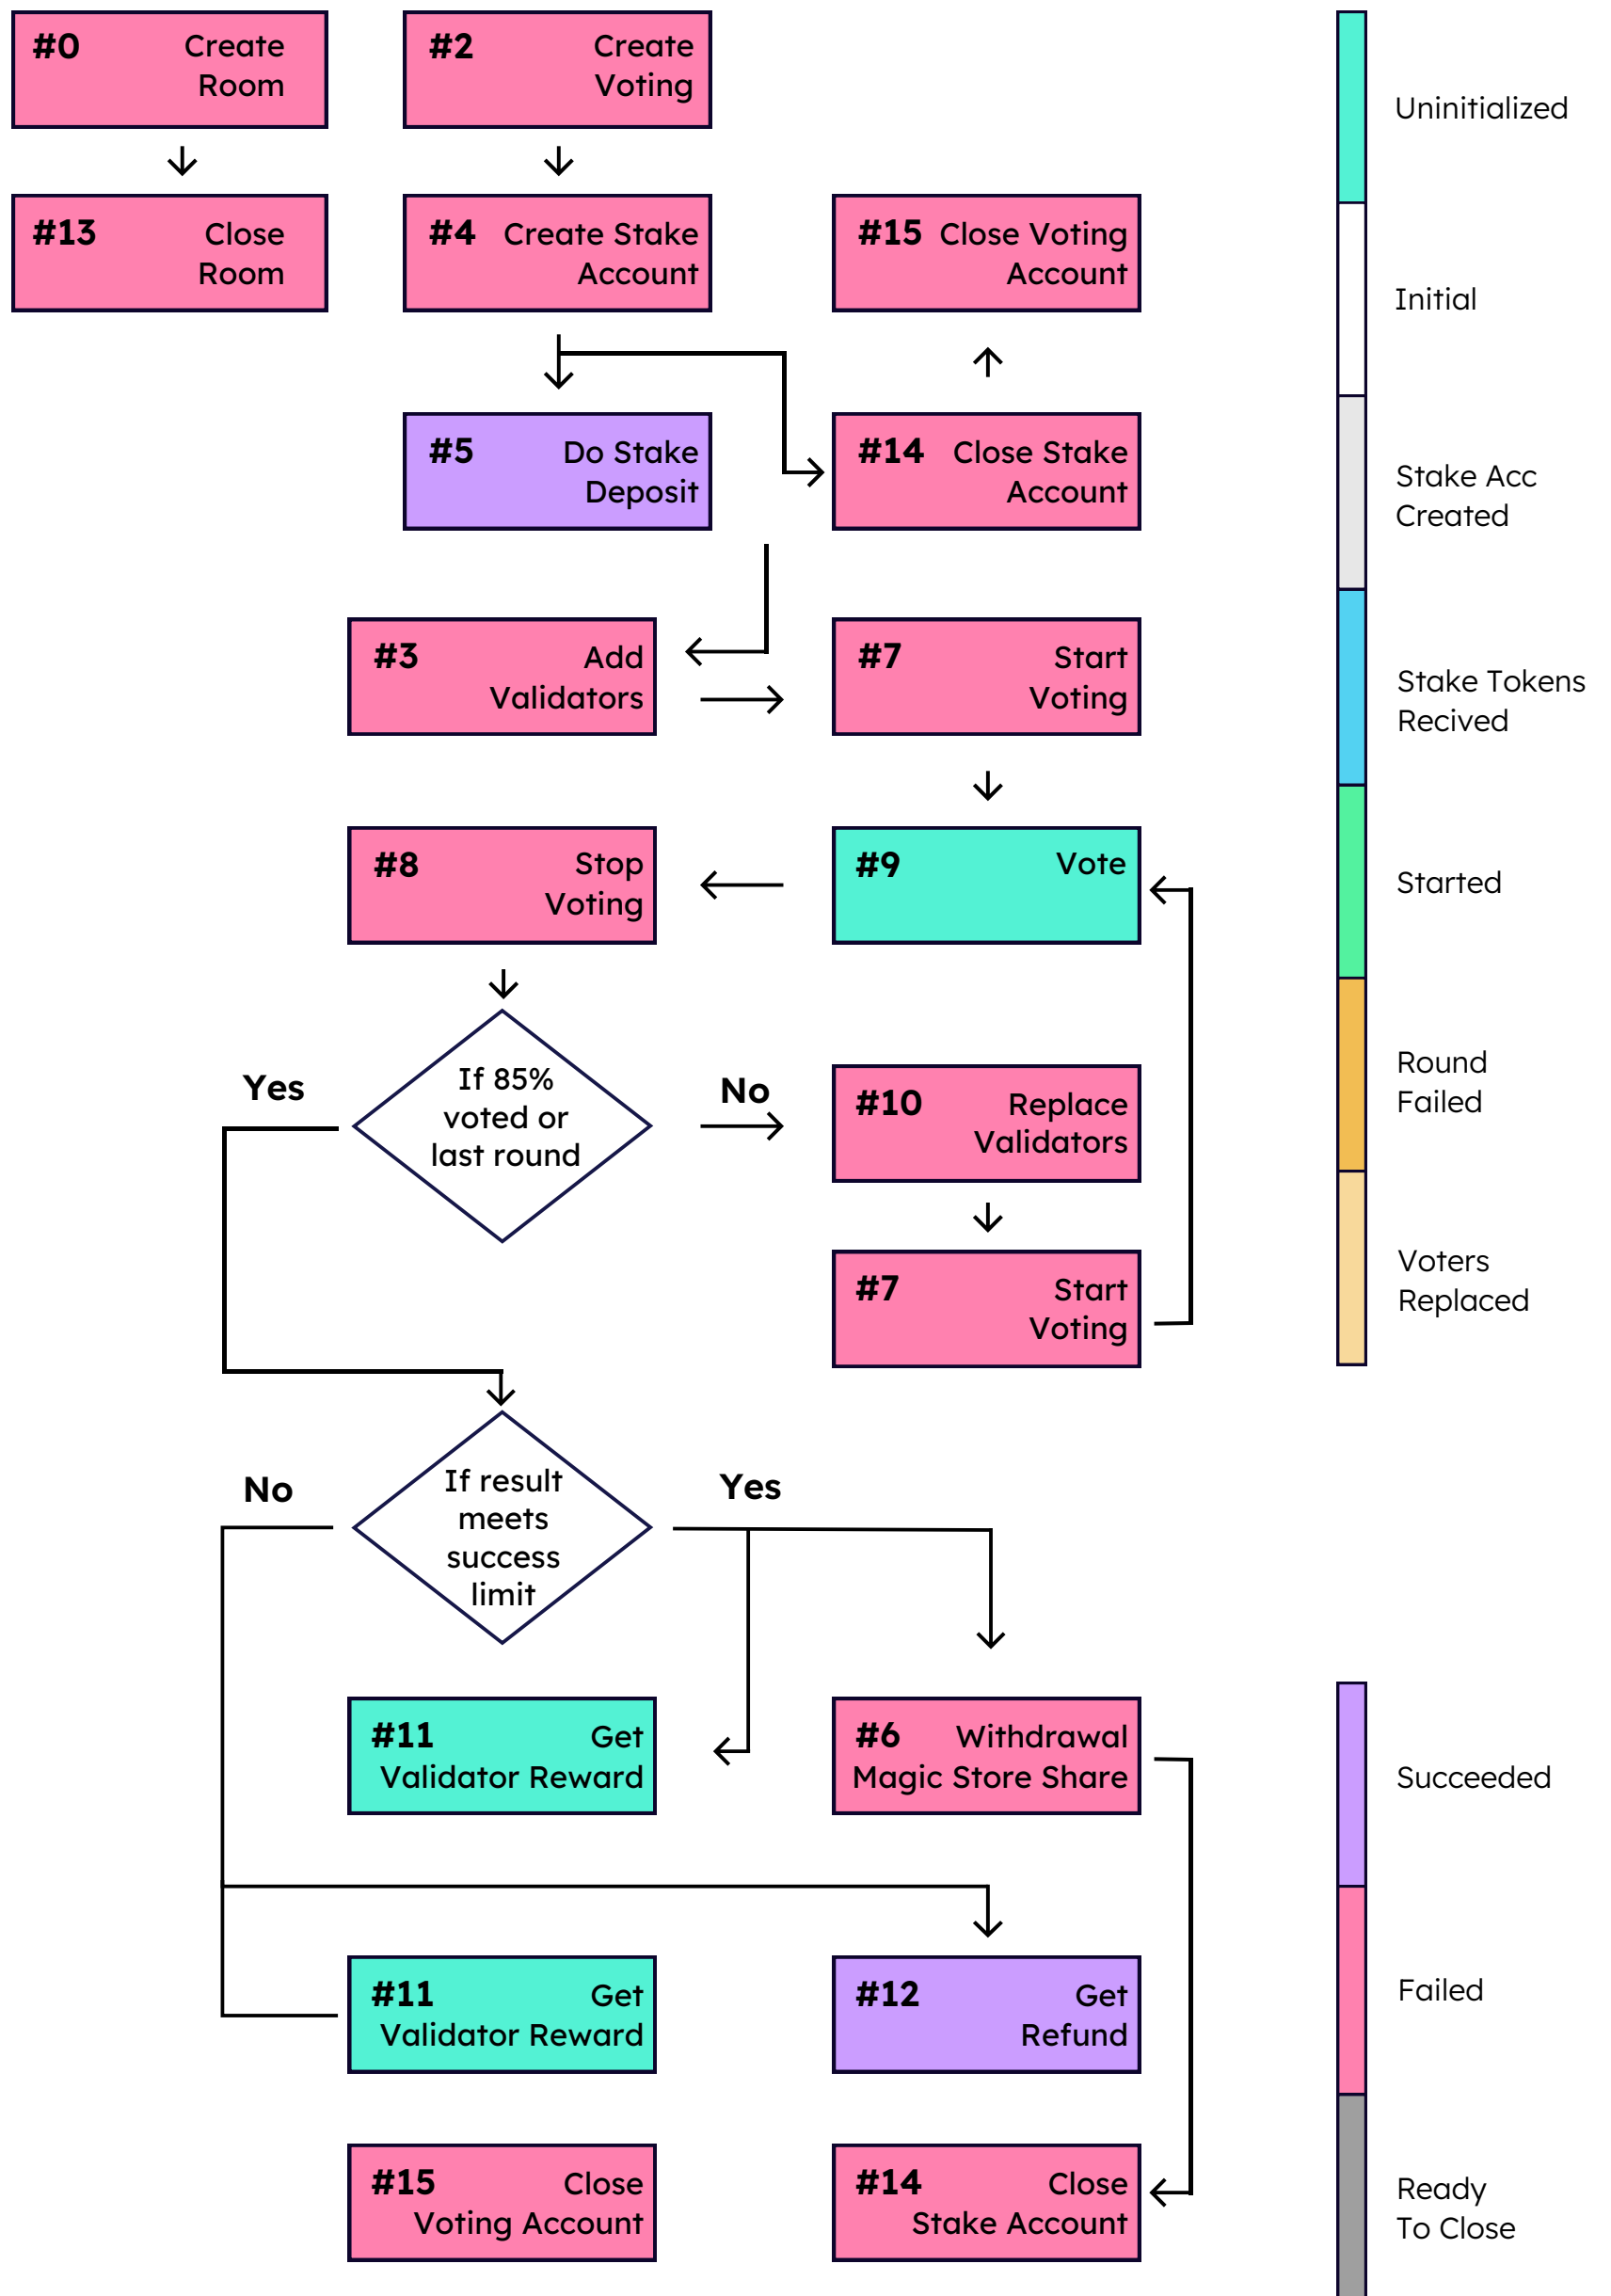 #0 Create
Room
#2 Create
Voting
#13 Close
Room
#4 Create Stake
Account
#15 Close Voting
Account
#5 Do Stake
Deposit
#14 Close Stake
Account
#3 Add
Validators
#7 Start
Voting
#8 Stop
Voting
#9 Vote
Yes
If 85%
voted or
last round
No
#10 Replace
Validators
#7 Start
Voting
No
If result
meets
success
limit
Yes
#11 Get
Validator Reward
#6 Withdrawal
Magic Store Share
#11 Get
Validator Reward
#12 Get
Refund
#15 Close
Voting Account
#14 Close
Stake Account
Uninitialized
Initial
Stake Acc
Created
Stake Tokens
Recived
Started
Round
Failed
Voters
Replaced
Succeeded
Failed
Ready
To Close